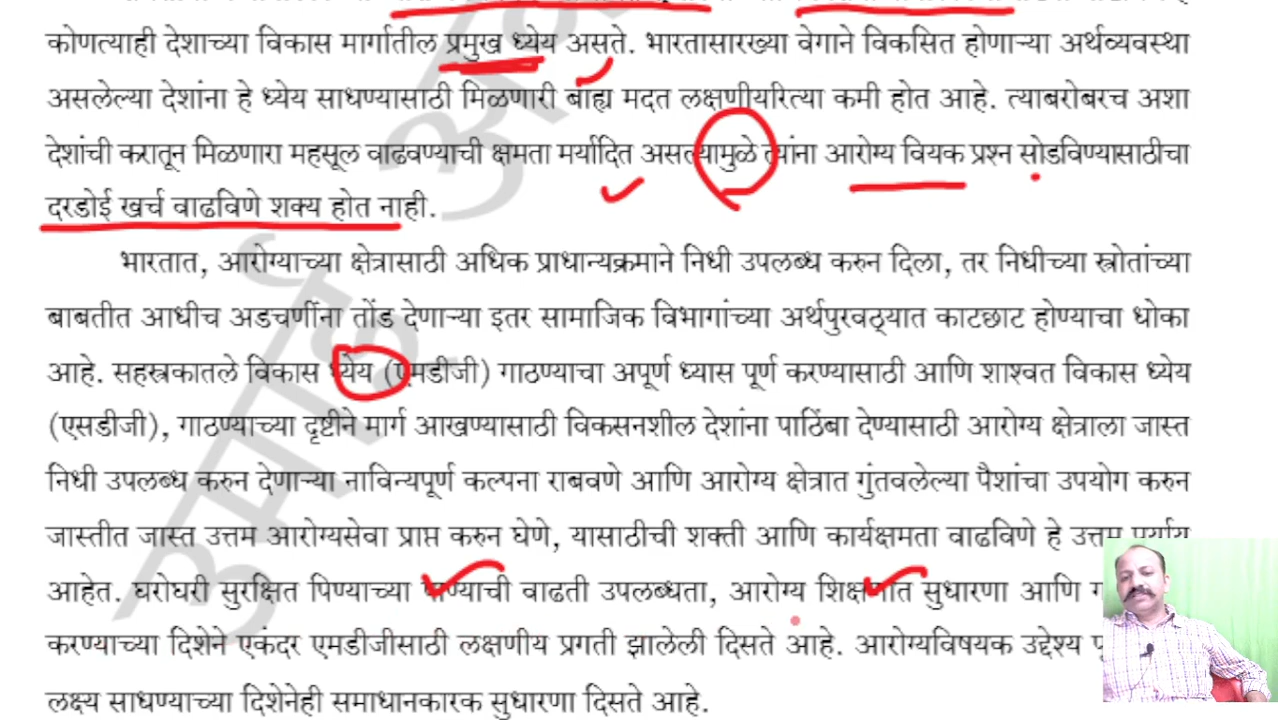 कोणत्याही देशाच्या विकास मार्गातील प्रमुख ध्येय असते. भारतासारख्या वेगाने विकसित होणाऱ्या अर्थव्यवस्था
असलेल्या देशांना हे ध्येय साधण्यासाठी मिळणारी बाह्य मदत लक्षणीयरित्या कमी होत आहे. त्याबरोबरच अशा
देशांची करातून मिळणारा महसूल वाढवण्याची क्षमता मर्यादित असल्यामुळे त्यांना आरोग्य वियक प्रश्न सोडविण्यासाठीचा
दरडोई खर्च वाढविणे शक्य होत नाही.
भारतात, आरोग्याच्या क्षेत्रासाठी अधिक प्राधान्यक्रमाने निधी उपलब्ध करुन दिला, तर निधीच्या स्त्रोतांच्या
बाबतीत आधीच अडचणींना तोंड देणाऱ्या इतर सामाजिक विभागांच्या अर्थपुरवठ्यात काटछाट होण्याचा धोका
आहे. सहस्त्रकातले विकास ध्येय (एमडीजी) गाठण्याचा अपूर्ण ध्यास पूर्ण करण्यासाठी आणि शाश्वत विकास ध्येय
(एसडीजी), गाठण्याच्या दृष्टीने मार्ग आखण्यासाठी विकसनशील देशांना पाठिंबा देण्यासाठी आरोग्य क्षेत्राला जास्त
निधी उपलब्ध करुन देणाऱ्या नाविन्यपूर्ण कल्पना राबवणे आणि आरोग्य क्षेत्रात गुंतवलेल्या पैशांचा उपयोग करुन
जास्तीत जास्त उत्तम आरोग्यसेवा प्राप्त करुन घेणे, यासाठीची शक्ती आणि कार्यक्षमता वाढविणे हे उत्तम पर्याय
आहेत. घरोघरी सुरक्षित पिण्याच्या पाण्याची वाढती उपलब्धता, आरोग्य शिक्षणात सुधारणा आणि
करण्याच्या दिशेने एकंदर एमडीजीसाठी लक्षणीय प्रगती झालेली दिसते आहे. आरोग्यविषयक उद्देश्य
लक्ष्य साधण्याच्या दिशेनेही समाधानकारक सुधारणा दिसते आहे.